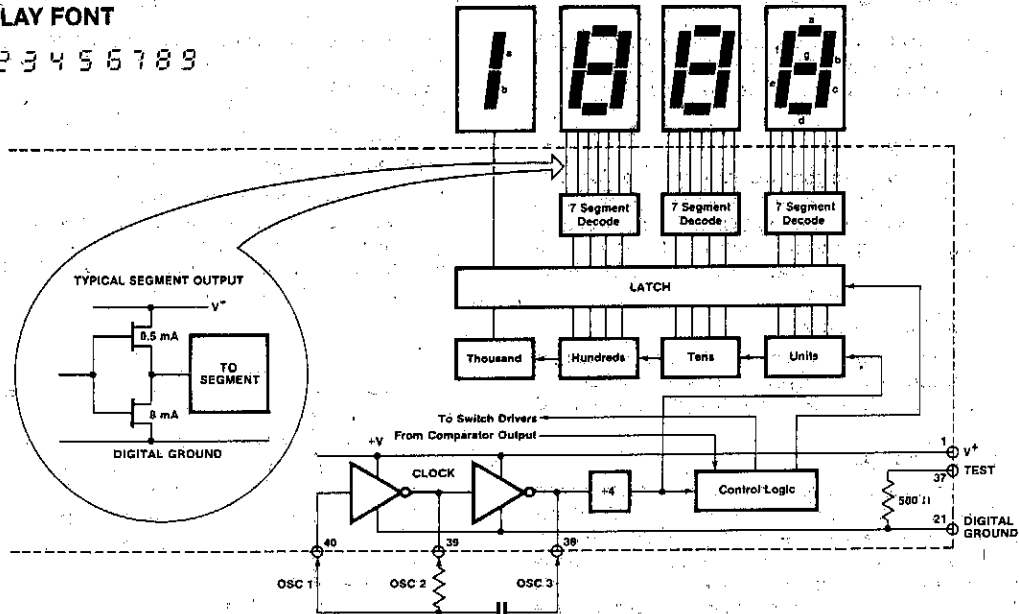 LAY FONT
2 3 4 5 6 7 8 9
a
b
a
f
g
b
e
c
d
7 Segment
Decode
7 Segment
Decode
7 Segment
Decode
TYPICAL SEGMENT OUTPUT
V+
0.5 mA
TO
SEGMENT
8 mA
DIGITAL GROUND
LATCH
Thousand
Hundreds
Tens
Units
To Switch Drivers
From Comparator Output
+V
CLOCK
÷4
Control Logic
1
V+
TEST
37
500 Ω
21
DIGITAL
GROUND
40
39
38
OSC 1
OSC 2
OSC 3